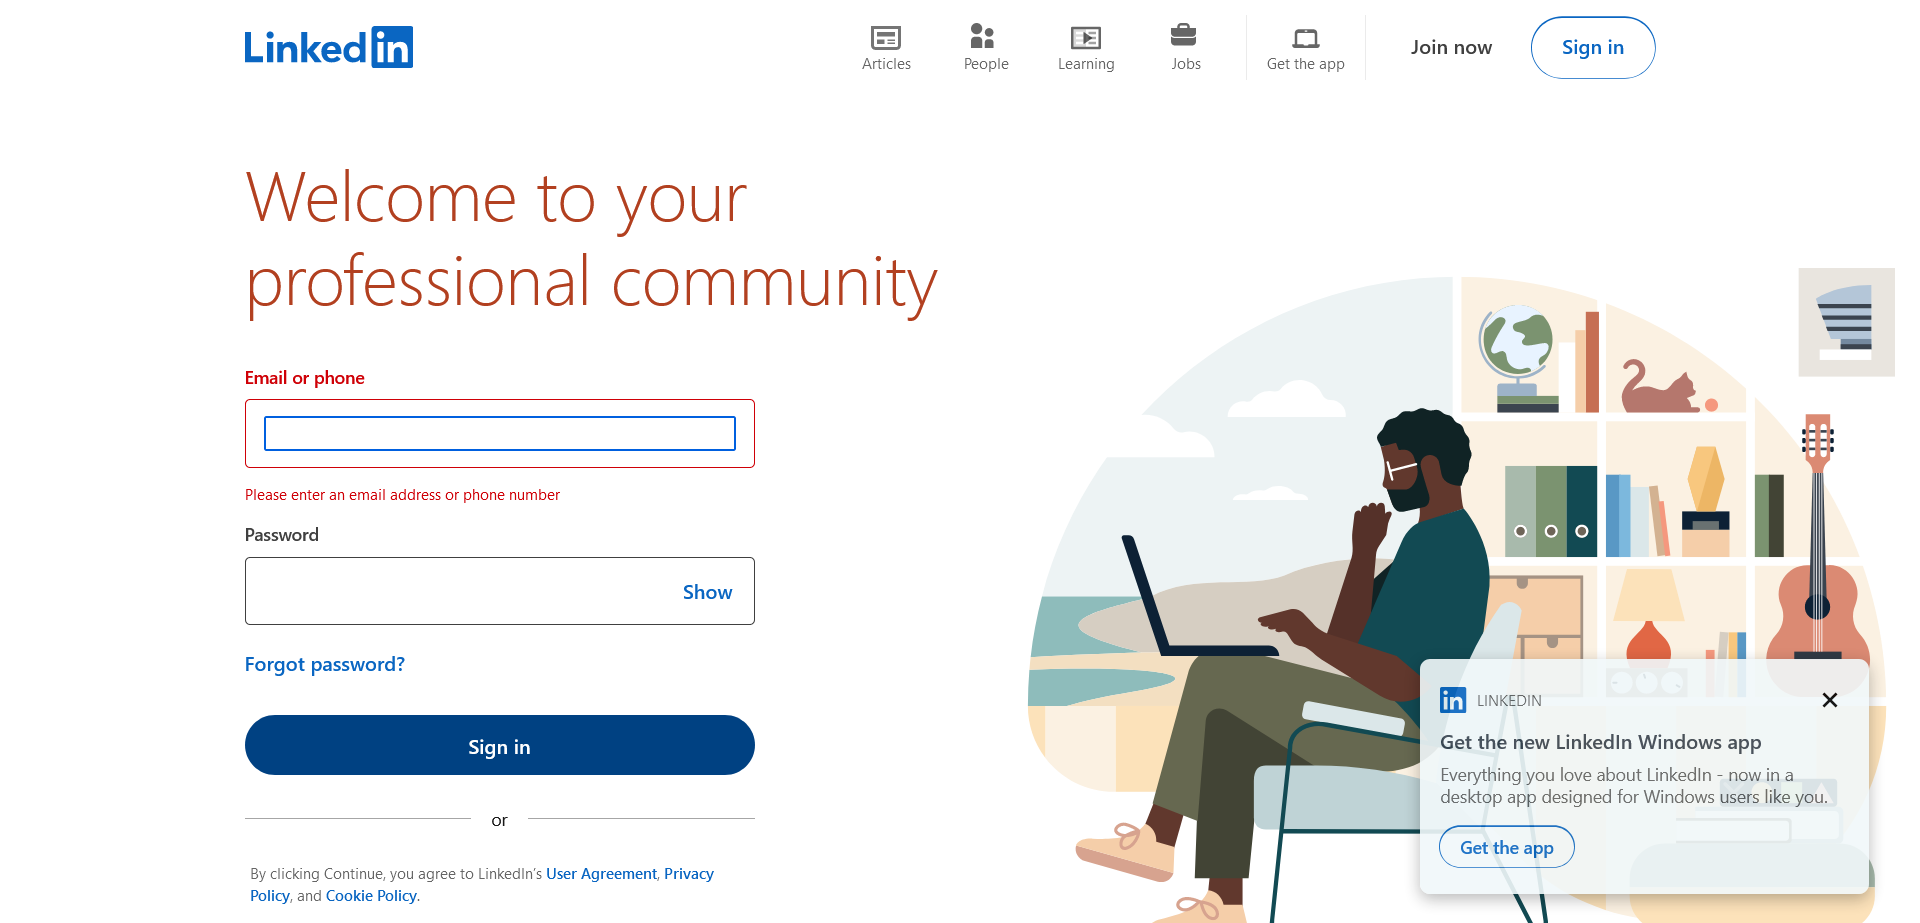 LinkedIn
Articles
People
Learning
Jobs
Get the app
Join now
Sign in
Welcome to your
professional community
Email or phone
Please enter an email address or phone number
Password
Show
Forgot password?
Sign in
or
By clicking Continue, you agree to LinkedIn's User Agreement, Privacy
Policy, and Cookie Policy.
in LINKEDIN
Get the new LinkedIn Windows app
Everything you love about LinkedIn - now in a
desktop app designed for Windows users like you.
Get the app